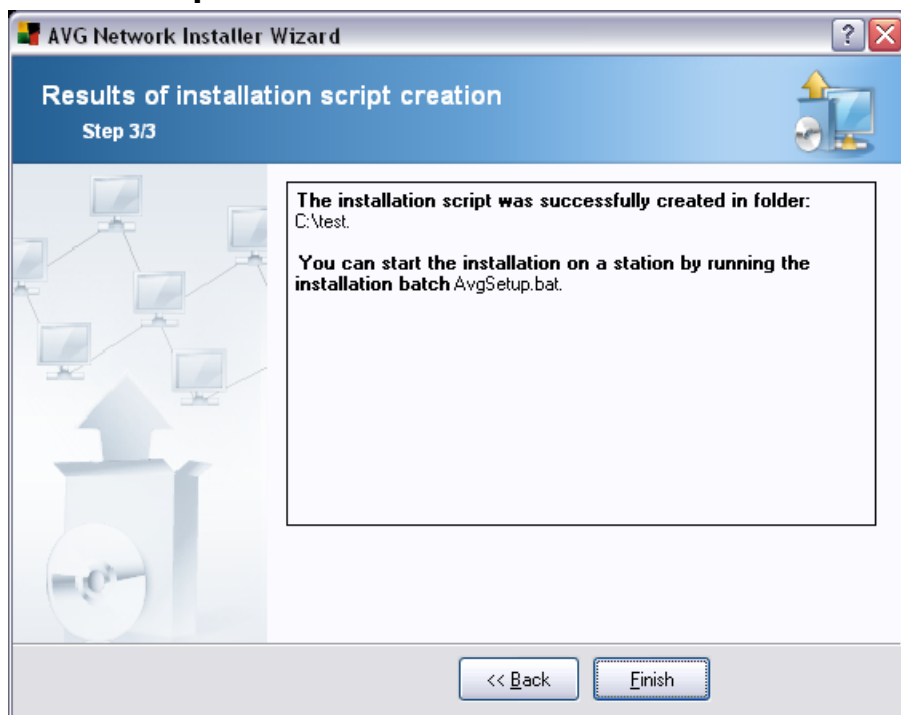 AVG Network Installer Wizard
Results of installation script creation
Step 3/3
The installation script was successfully created in folder:
C:\test.
You can start the installation on a station by running the
installation batch AvgSetup.bat.
<< Back
Finish